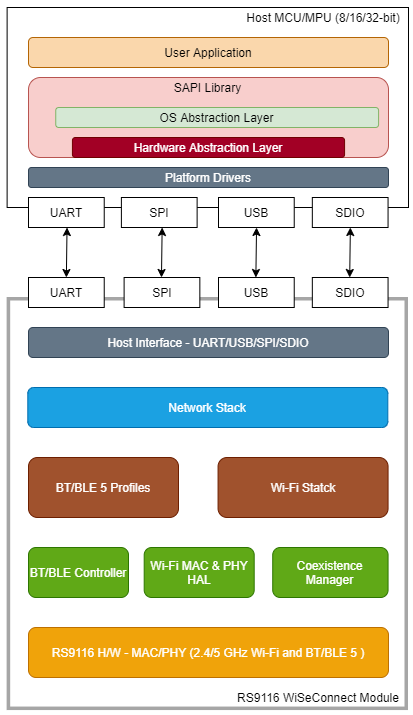 Host MCU/MPU (8/16/32-bit)
User Application
SAPI Library
OS Abstraction Layer
Hardware Abstraction Layer
Platform Drivers
UART SPI USB SDIO
UART SPI USB SDIO
Host Interface - UART/USB/SPI/SDIO
Network Stack
BT/BLE 5 Profiles
Wi-Fi Statck
BT/BLE Controller
Wi-Fi MAC & PHY
HAL
Coexistence
Manager
RS9116 H/W - MAC/PHY (2.4/5 GHz Wi-Fi and BT/BLE 5 )
RS9116 WiSeConnect Module